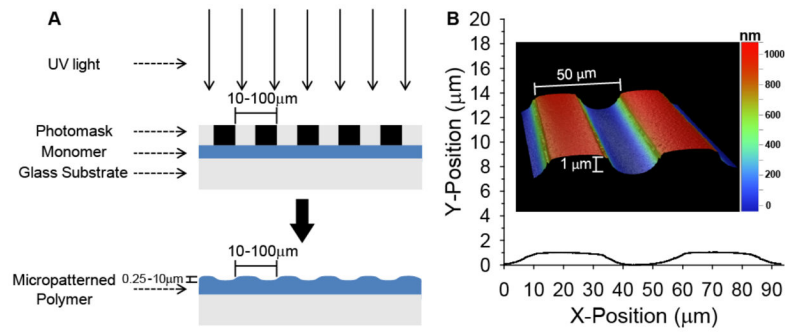 A
UV light
10-100μm
Photomask
Monomer
Glass Substrate
10-100μm
0.25-10μm
Micropatterned
Polymer
B
nm
1000
800
600
400
200
0
50 μm
1 μm
Y-Position (μm)
20
18
16
14
12
10
8
6
4
2
0
0 10 20 30 40 50 60 70 80 90
X-Position (μm)